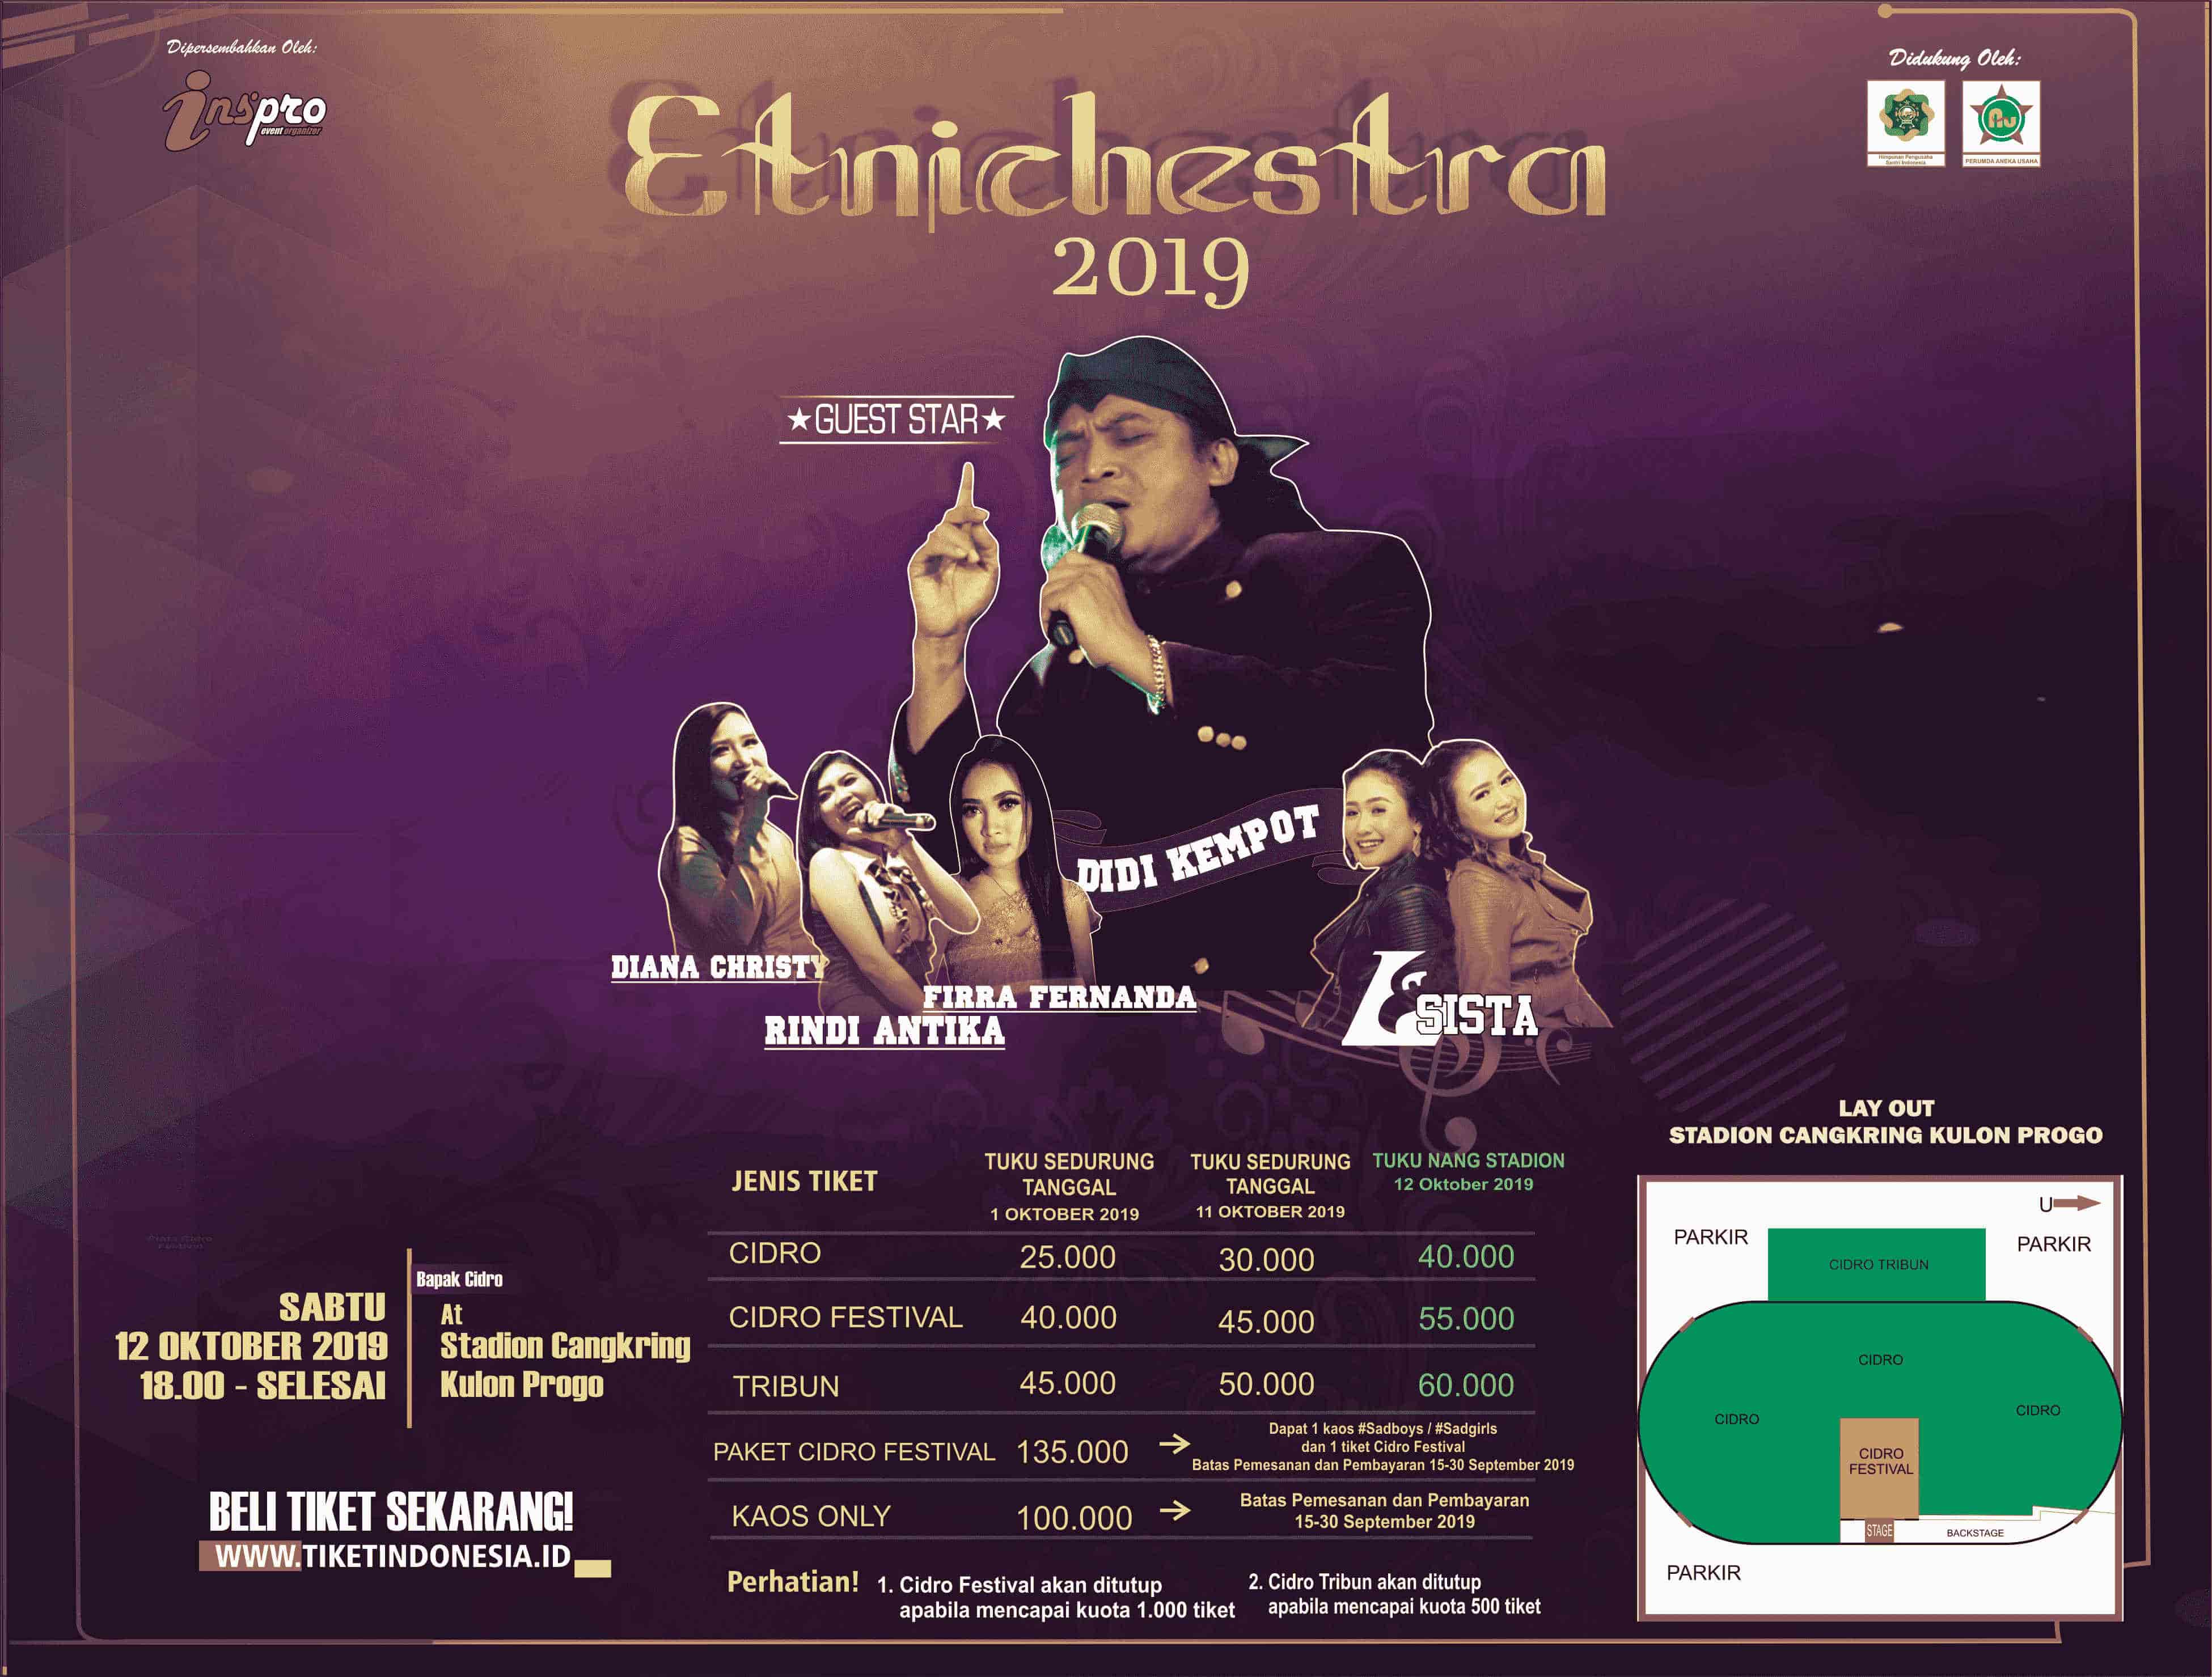 Dipersembahkan Oleh:
inspro
event organizer
Didukung Oleh:
Himpunan Pengusaha
Santri Indonesia
AU
PERUMDA ANEKA USAHA
Etnichestra
2019
★GUEST STAR★
DIDI KEMPOT
DIANA CHRISTY
FIRRA FERNANDA
RINDI ANTIKA
SISTA
SABTU
12 OKTOBER 2019
18.00 - SELESAI
Bapak Cidro
At
Stadion Cangkring
Kulon Progo
BELI TIKET SEKARANG!
WWW.TIKETINDONESIA.ID
JENIS TIKET
TUKU SEDURUNG
TANGGAL
1 OKTOBER 2019
TUKU SEDURUNG
TANGGAL
11 OKTOBER 2019
TUKU NANG STADION
12 Oktober 2019
CIDRO 25.000 30.000 40.000
CIDRO FESTIVAL 40.000 45.000 55.000
TRIBUN 45.000 50.000 60.000
PAKET CIDRO FESTIVAL 135.000 →
Dapat 1 kaos #Sadboys / #Sadgirls
dan 1 tiket Cidro Festival
Batas Pemesanan dan Pembayaran 15-30 September 2019
KAOS ONLY 100.000 →
Batas Pemesanan dan Pembayaran
15-30 September 2019
Perhatian!
1. Cidro Festival akan ditutup
apabila mencapai kuota 1.000 tiket
2. Cidro Tribun akan ditutup
apabila mencapai kuota 500 tiket
LAY OUT
STADION CANGKRING KULON PROGO
U
PARKIR
PARKIR
CIDRO TRIBUN
CIDRO
CIDRO
CIDRO
CIDRO
FESTIVAL
STAGE
BACKSTAGE
PARKIR